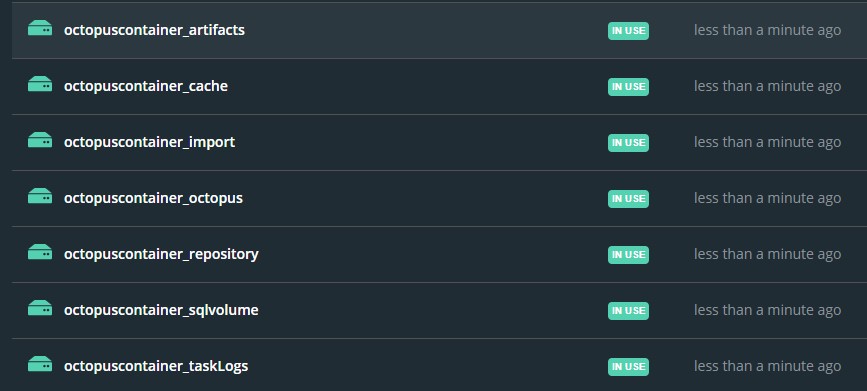 octopuscontainer_artifacts IN USE less than a minute ago
octopuscontainer_cache IN USE less than a minute ago
octopuscontainer_import IN USE less than a minute ago
octopuscontainer_octopus IN USE less than a minute ago
octopuscontainer_repository IN USE less than a minute ago
octopuscontainer_sqlvolume IN USE less than a minute ago
octopuscontainer_taskLogs IN USE less than a minute ago